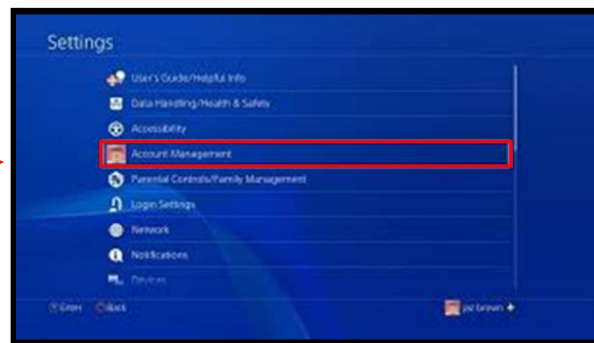 Settings
User's Guide/Helpful Info
Data Handling/Health & Safety
Accessibility
Account Management
Parental Controls/Family Management
Login Settings
Network
Notifications
Devices
Enter Back